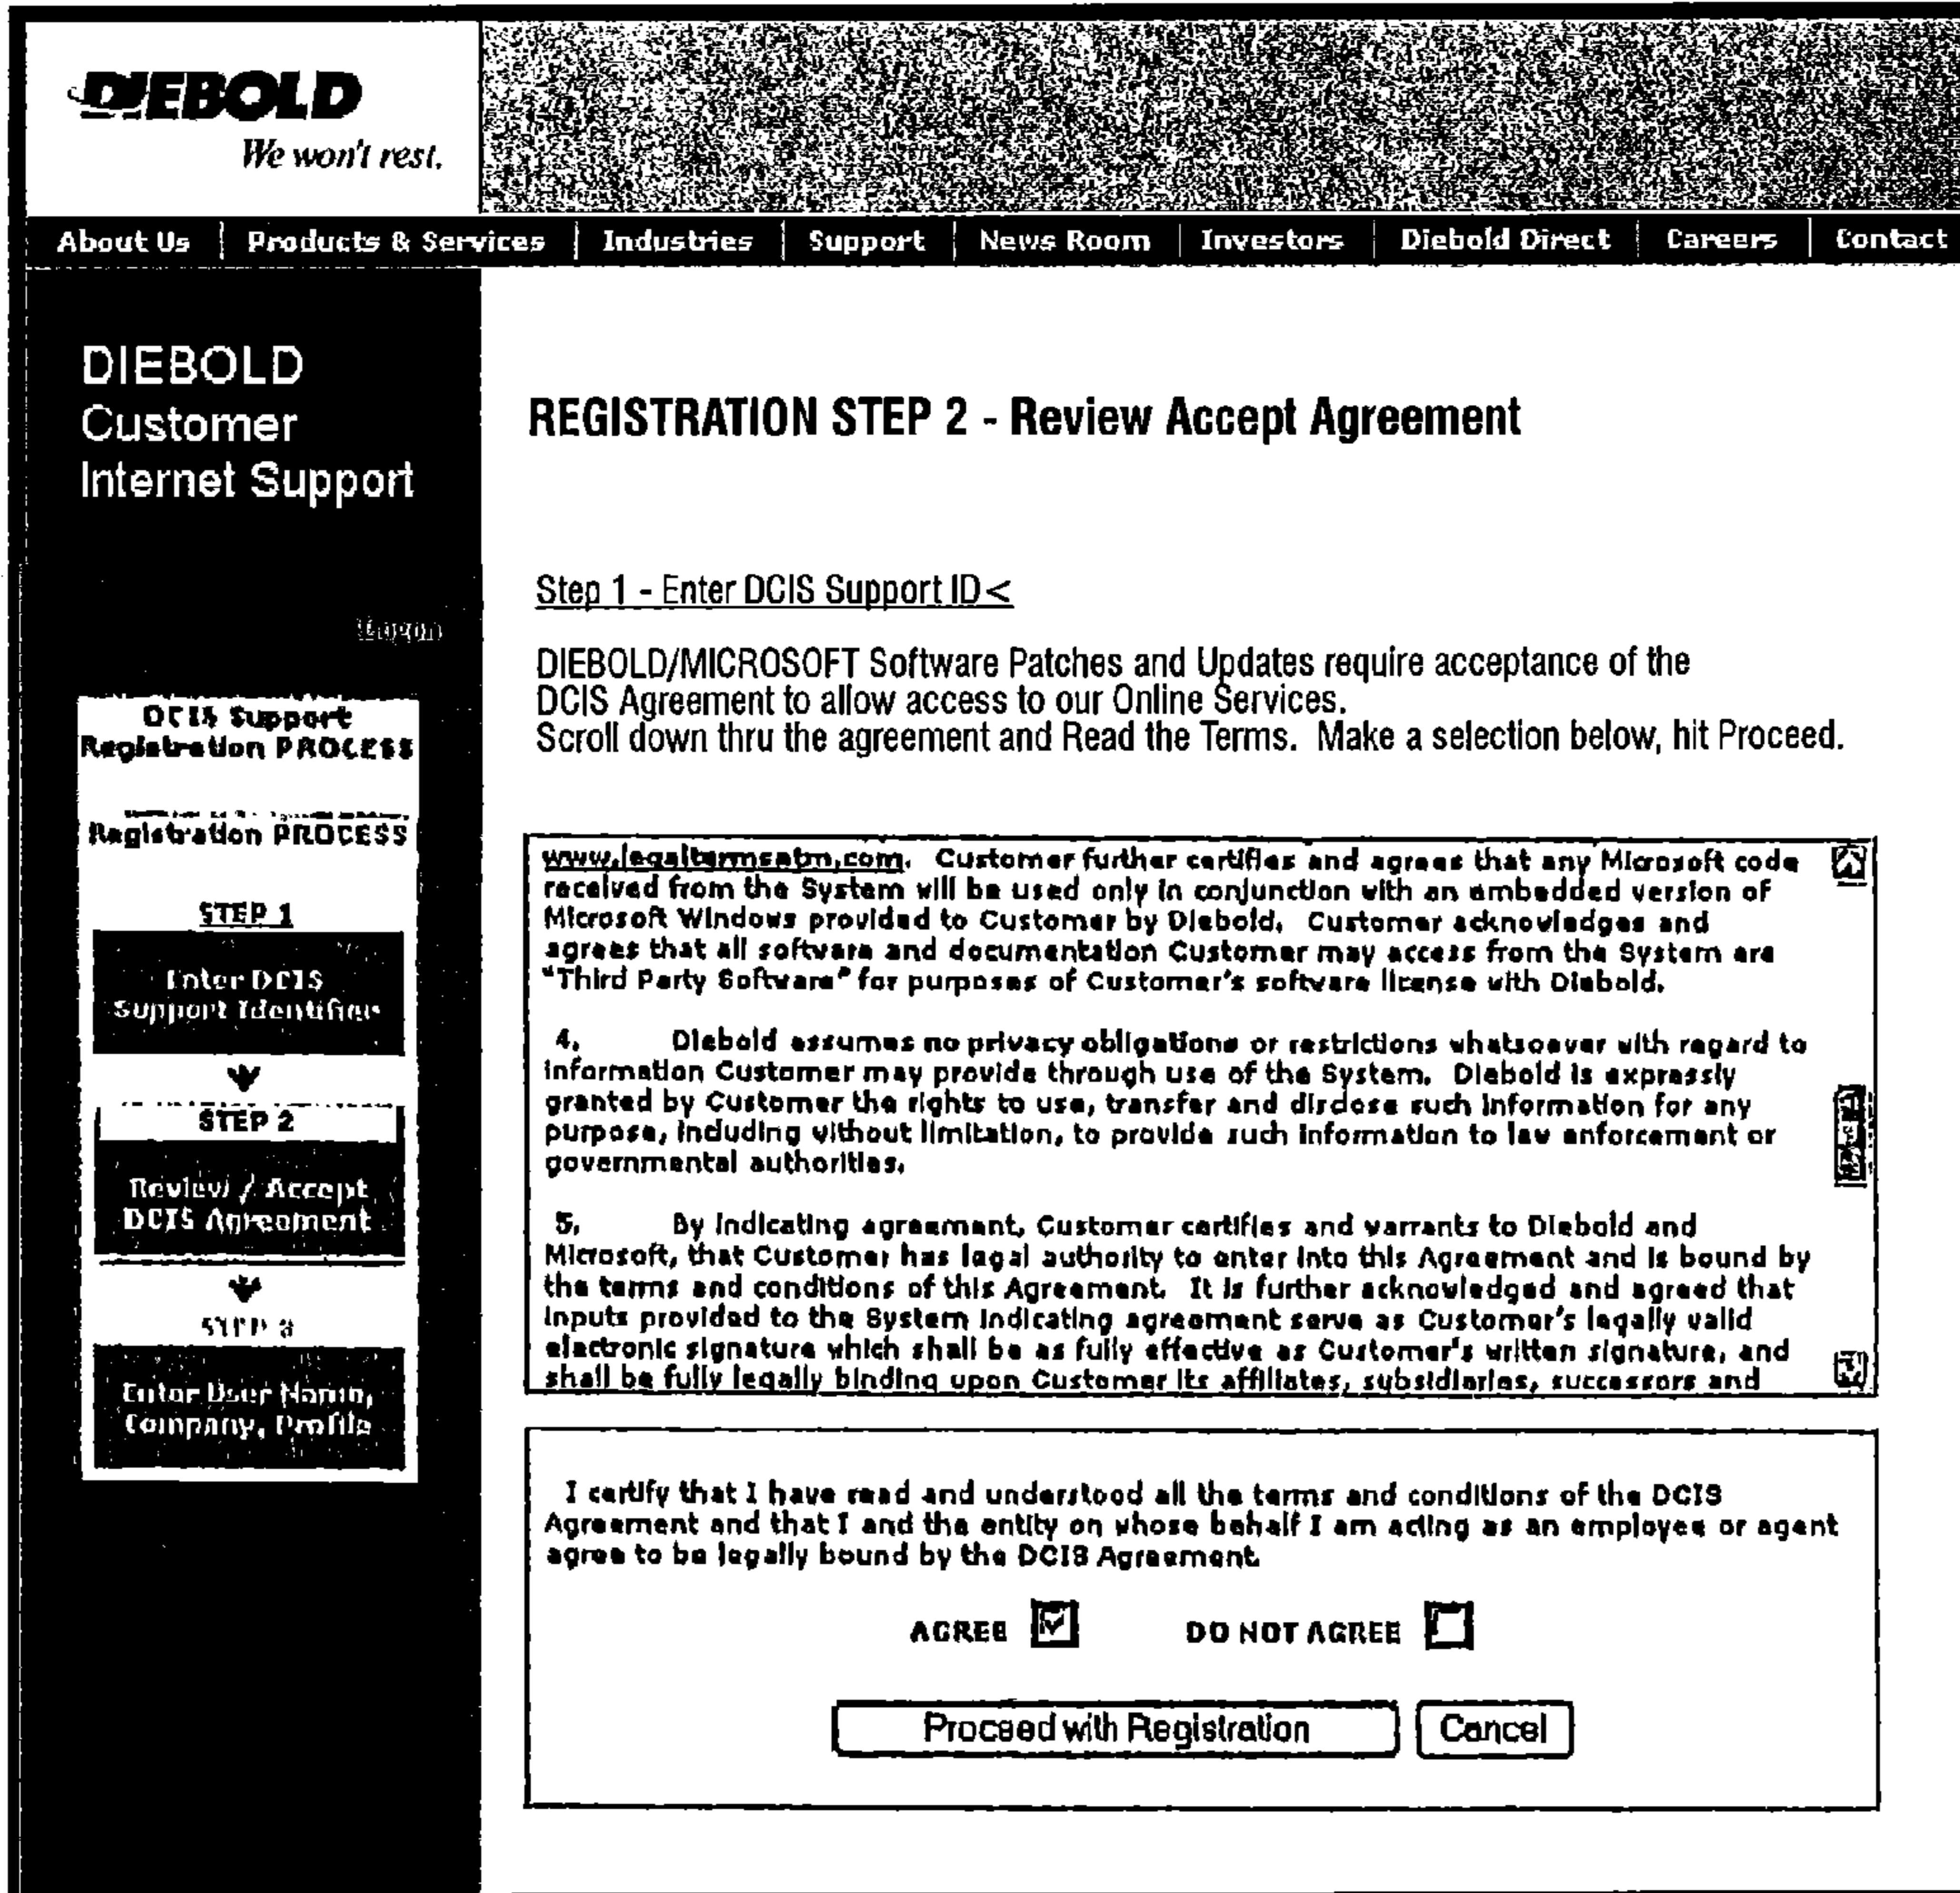 DIEBOLD
We won't rest.
About Us | Products & Services | Industries | Support | News Room | Investors | Diebold Direct | Careers | Contact
DIEBOLD
Customer
Internet Support
Logon
DCIS Support
Registration PROCESS
Registration PROCESS
STEP 1
Enter DCIS
Support Identifier
STEP 2
Review / Accept
DCIS Agreement
STEP 3
Enter User Name,
Company, Profile
REGISTRATION STEP 2 - Review Accept Agreement
Step 1 - Enter DCIS Support ID<
DIEBOLD/MICROSOFT Software Patches and Updates require acceptance of the
DCIS Agreement to allow access to our Online Services.
Scroll down thru the agreement and Read the Terms. Make a selection below, hit Proceed.
www.legaltermsatm.com. Customer further certifies and agrees that any Microsoft code
received from the System will be used only in conjunction with an embedded version of
Microsoft Windows provided to Customer by Diebold. Customer acknowledges and
agrees that all software and documentation Customer may access from the System are
"Third Party Software" for purposes of Customer's software license with Diebold.
4. Diebold assumes no privacy obligations or restrictions whatsoever with regard to
information Customer may provide through use of the System. Diebold is expressly
granted by Customer the rights to use, transfer and disclose such information for any
purpose, including without limitation, to provide such information to law enforcement or
governmental authorities.
5. By indicating agreement, Customer certifies and warrants to Diebold and
Microsoft, that Customer has legal authority to enter into this Agreement and is bound by
the terms and conditions of this Agreement. It is further acknowledged and agreed that
inputs provided to the System indicating agreement serve as Customer's legally valid
electronic signature which shall be as fully effective as Customer's written signature, and
shall be fully legally binding upon Customer its affiliates, subsidiaries, successors and
I certify that I have read and understood all the terms and conditions of the DCIS
Agreement and that I and the entity on whose behalf I am acting as an employee or agent
agree to be legally bound by the DCIS Agreement.
AGREE DO NOT AGREE
Proceed with Registration Cancel